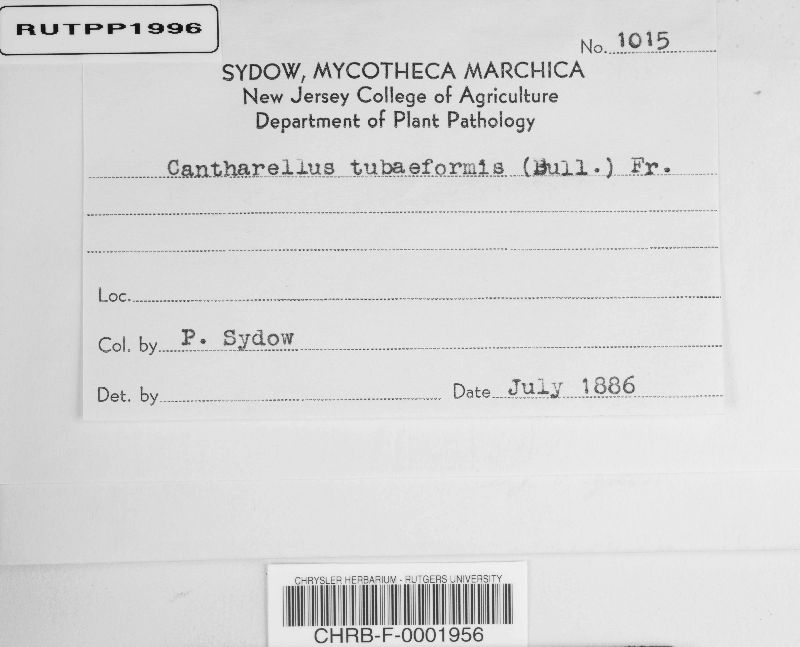 RUTPP1996
No. 1015
SYDOW, MYCOTHECA MARCHICA
New Jersey College of Agriculture
Department of Plant Pathology
Cantharellus tubaeformis (Bull.) Fr.
Loc.
Col. by P. Sydow
Det. by Date July 1886
CHRYSLER HERBARIUM - RUTGERS UNIVERSITY
CHRB-F-0001956